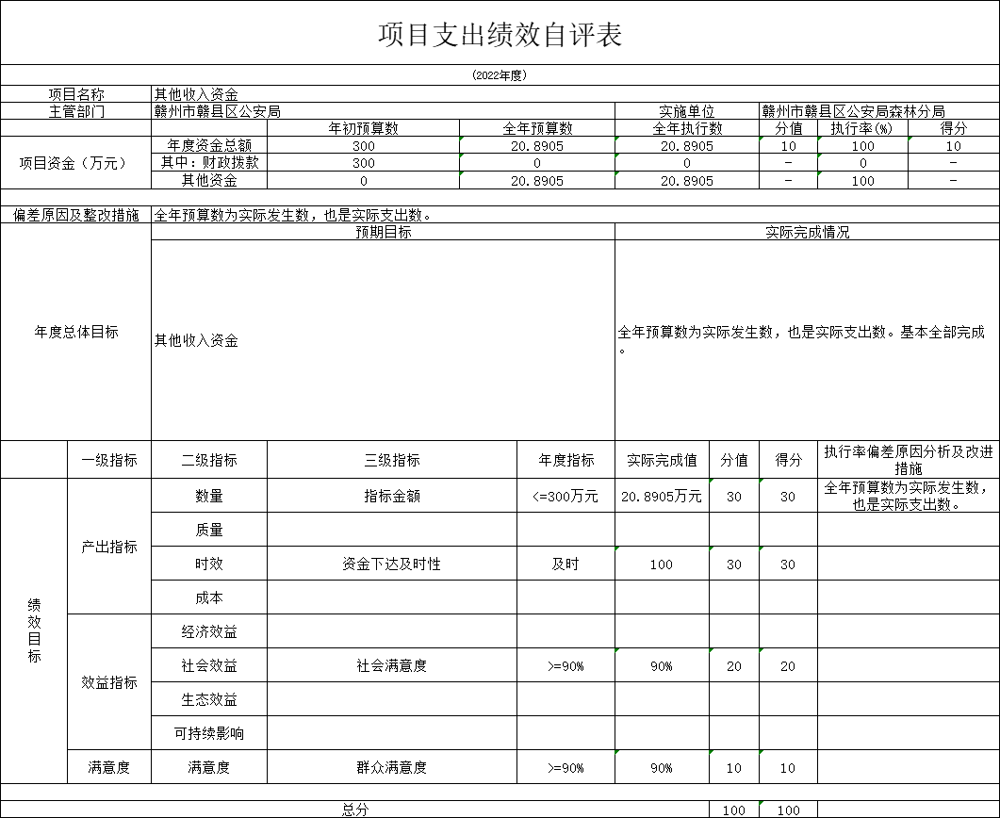 项目支出绩效自评表
(2022年度)
项目名称 其他收入资金
主管部门 赣州市赣县区公安局 实施单位 赣州市赣县区公安局森林分局
年初预算数 全年预算数 全年执行数 分值 执行率(%) 得分
项目资金（万元） 年度资金总额 300 20.8905 20.8905 10 100 10
其中：财政拨款 300 0 0 — 0 —
其他资金 0 20.8905 20.8905 — 100 —
偏差原因及整改措施 全年预算数为实际发生数，也是实际支出数。
年度总体目标 预期目标 实际完成情况
其他收入资金 全年预算数为实际发生数，也是实际支出数。基本全部完成
。
一级指标 二级指标 三级指标 年度指标 实际完成值 分值 得分 执行率偏差原因分析及改进
措施
绩效目标 产出指标 数量 指标金额 <=300万元 20.8905万元 30 30 全年预算数为实际发生数，
也是实际支出数。
质量
时效 资金下达及时性 及时 100 30 30
成本
效益指标 经济效益
社会效益 社会满意度 >=90% 90% 20 20
生态效益
可持续影响
满意度 满意度 群众满意度 >=90% 90% 10 10
总分 100 100